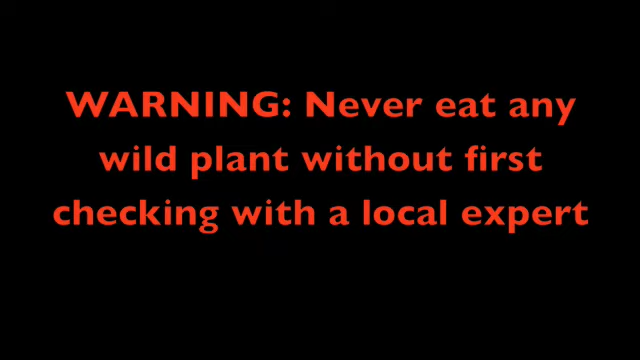 WARNING: Never eat any
wild plant without first
checking with a local expert